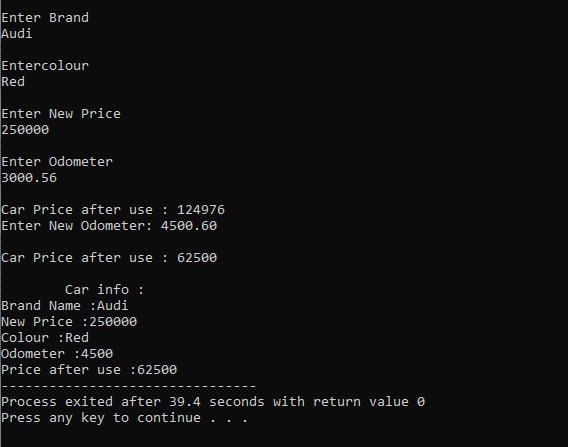 Enter Brand
Audi
Entercolour
Red
Enter New Price
250000
Enter Odometer
3000.56
Car Price after use : 124976
Enter New Odometer: 4500.60
Car Price after use : 62500
Car info :
Brand Name :Audi
New Price :250000
Colour :Red
Odometer :4500
Price after use :62500
--------------------------------
Process exited after 39.4 seconds with return value 0
Press any key to continue . . .